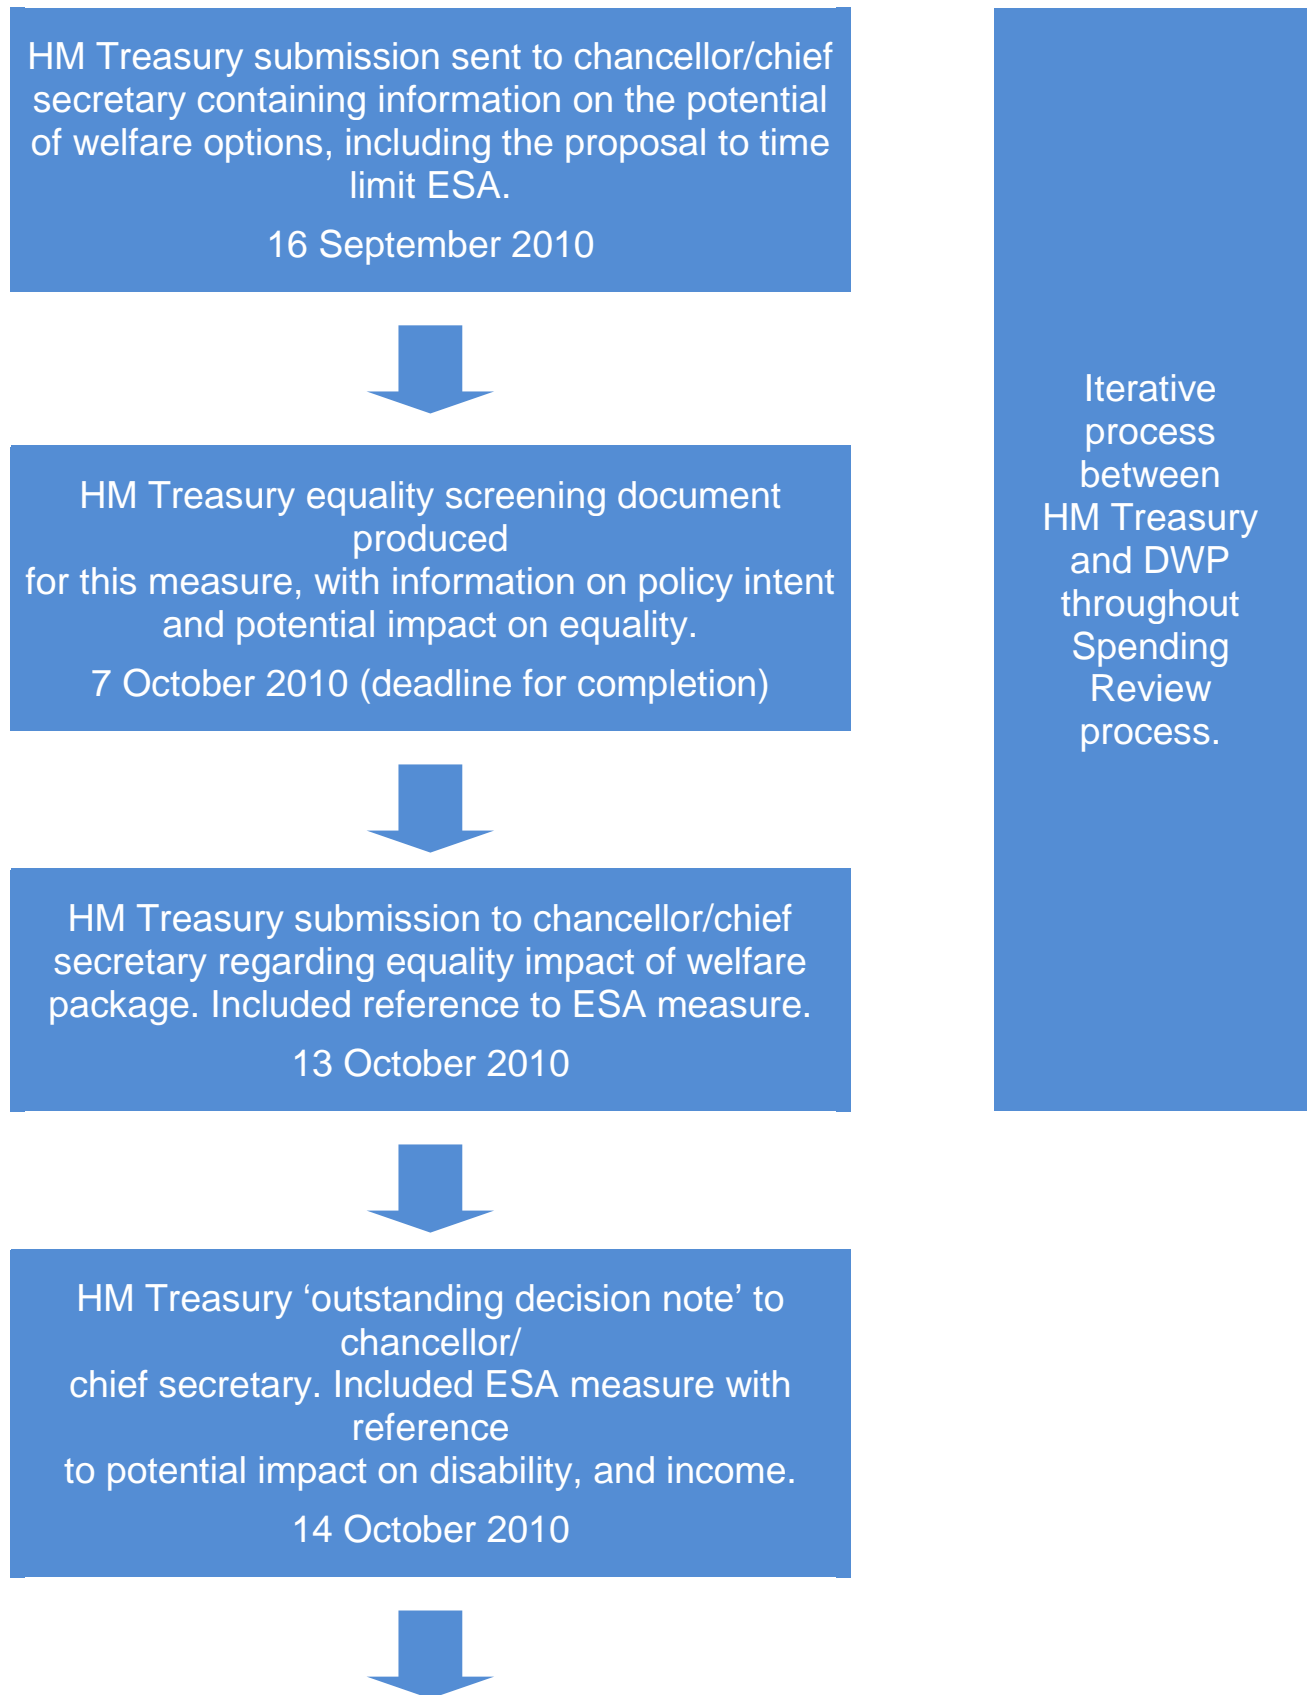 HM Treasury submission sent to chancellor/chief
secretary containing information on the potential
of welfare options, including the proposal to time
limit ESA.
16 September 2010
HM Treasury equality screening document
produced
for this measure, with information on policy intent
and potential impact on equality.
7 October 2010 (deadline for completion)
HM Treasury submission to chancellor/chief
secretary regarding equality impact of welfare
package. Included reference to ESA measure.
13 October 2010
HM Treasury ‘outstanding decision note’ to
chancellor/
chief secretary. Included ESA measure with
reference
to potential impact on disability, and income.
14 October 2010
Iterative
process
between
HM Treasury
and DWP
throughout
Spending
Review
process.